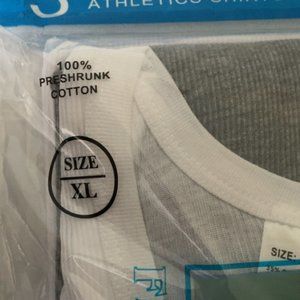 ATHLETICS SHIRT
100%
PRESHRUNK
COTTON
SIZE
XL
SIZE